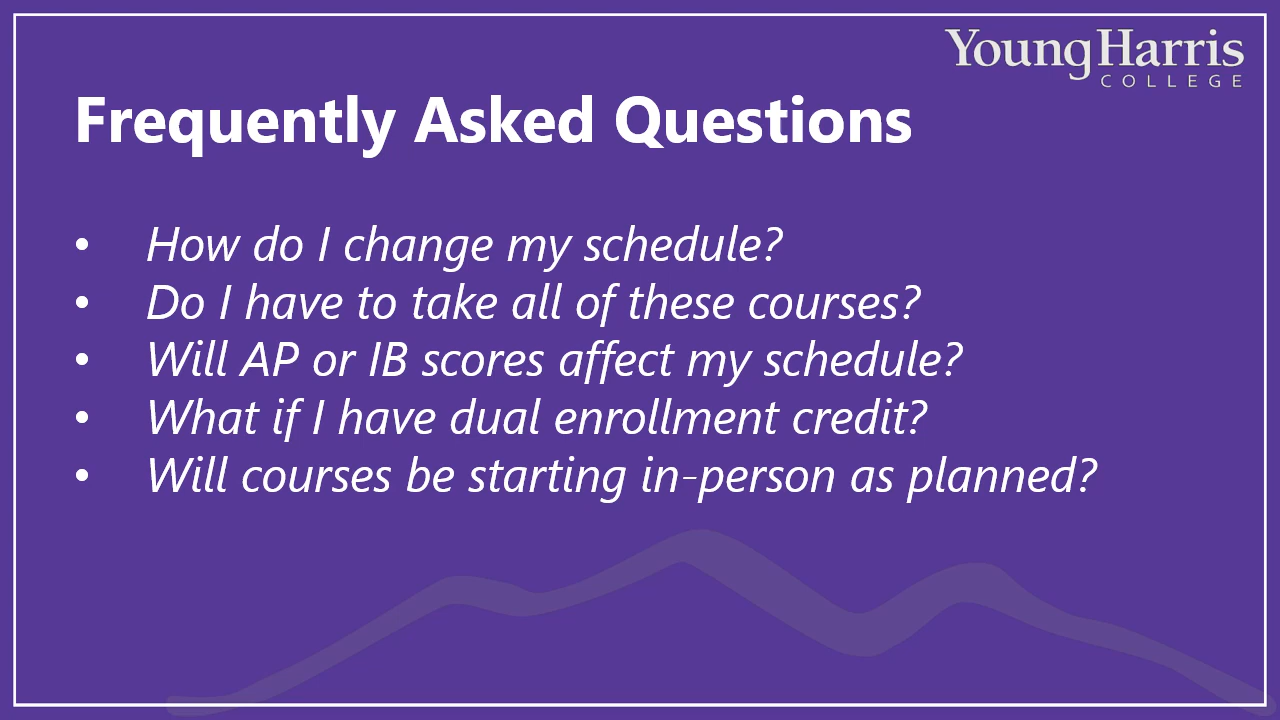 Young Harris
COLLEGE
Frequently Asked Questions
• How do I change my schedule?
• Do I have to take all of these courses?
• Will AP or IB scores affect my schedule?
• What if I have dual enrollment credit?
• Will courses be starting in-person as planned?